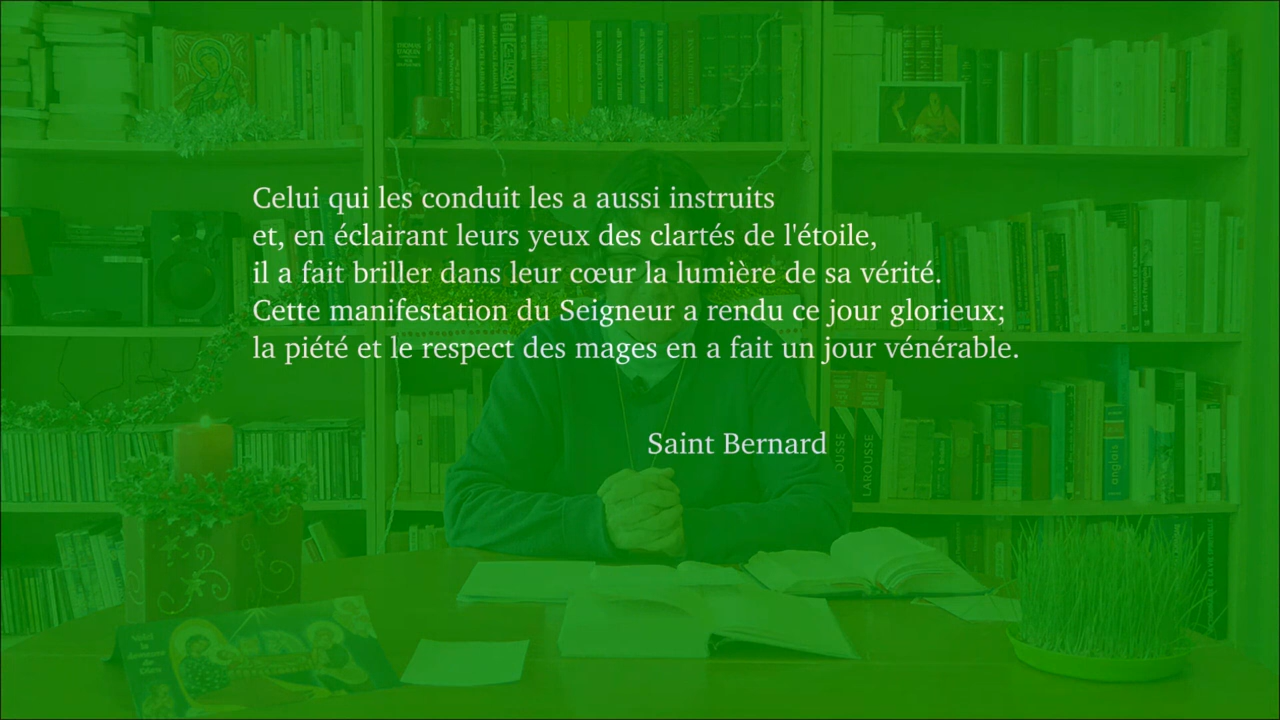 Celui qui les conduit les a aussi instruits
et, en éclairant leurs yeux des clartés de l'étoile,
il a fait briller dans leur cœur la lumière de sa vérité.
Cette manifestation du Seigneur a rendu ce jour glorieux;
la piété et le respect des mages en a fait un jour vénérable.
Saint Bernard
LAROUSSE
anglais